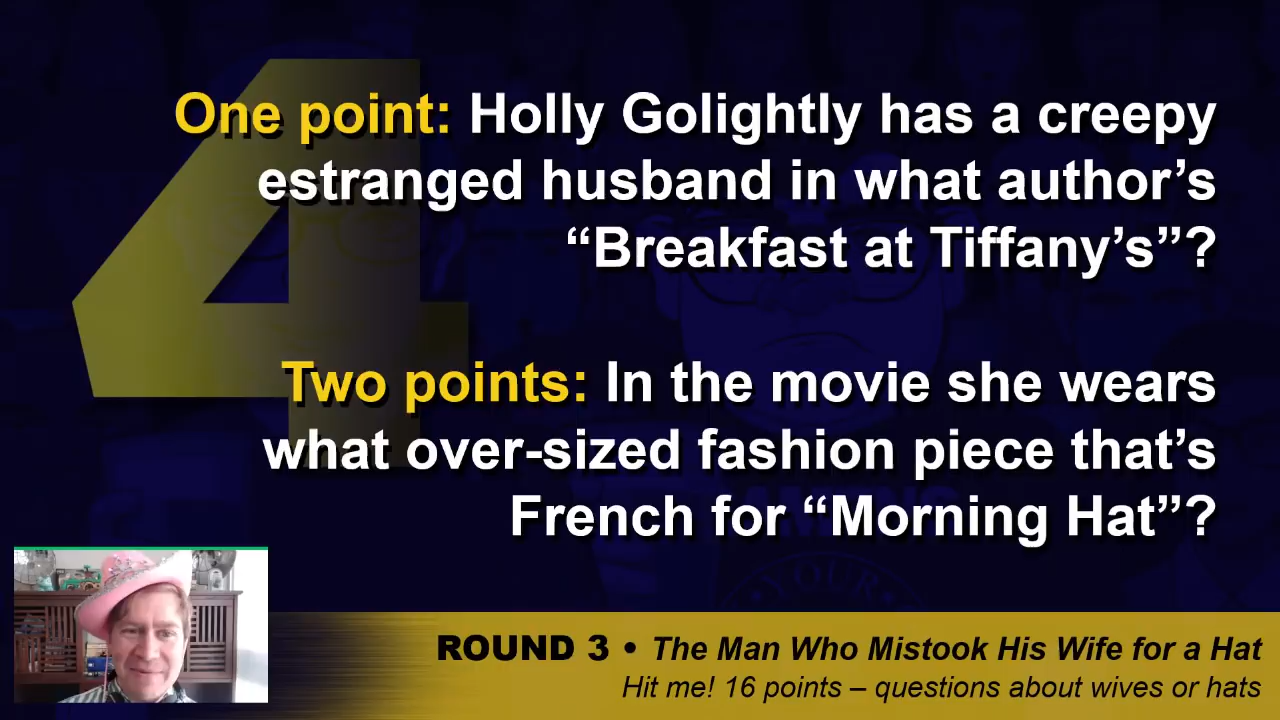 4
One point: Holly Golightly has a creepy
estranged husband in what author’s
“Breakfast at Tiffany’s”?
Two points: In the movie she wears
what over-sized fashion piece that’s
French for “Morning Hat”?
YOUR
ROUND 3 • The Man Who Mistook His Wife for a Hat
Hit me! 16 points – questions about wives or hats